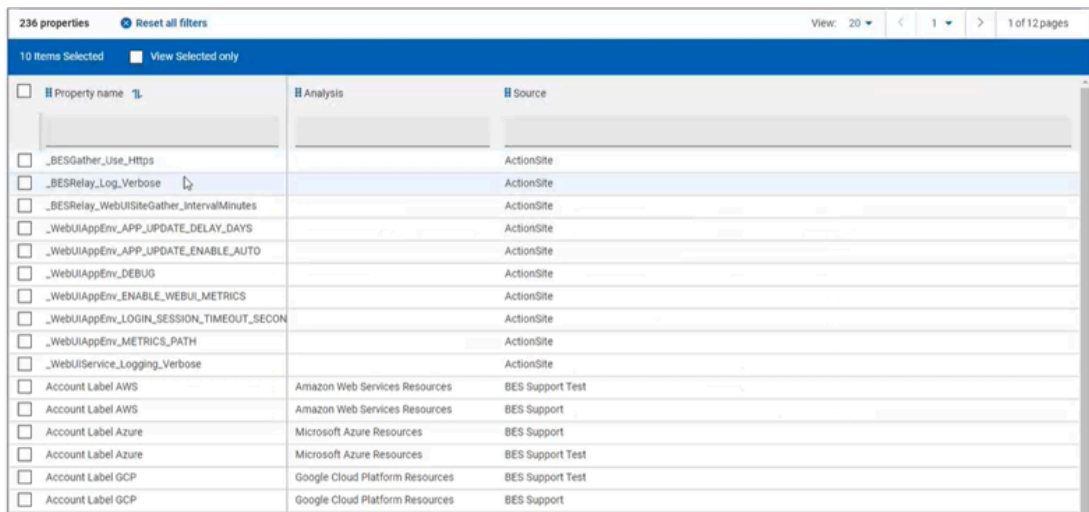 236 properties Reset all filters View: 20 1 1 of 12 pages
10 Items Selected View Selected only
Property name Analysis Source
_BESGather_Use_Https ActionSite
_BESRelay_Log_Verbose ActionSite
_BESRelay_WebUISiteGather_IntervalMinutes ActionSite
_WebUIAppEnv_APP_UPDATE_DELAY_DAYS ActionSite
_WebUIAppEnv_APP_UPDATE_ENABLE_AUTO ActionSite
_WebUIAppEnv_DEBUG ActionSite
_WebUIAppEnv_ENABLE_WEBUI_METRICS ActionSite
_WebUIAppEnv_LOGIN_SESSION_TIMEOUT_SECON ActionSite
_WebUIAppEnv_METRICS_PATH ActionSite
_WebUIService_Logging_Verbose ActionSite
Account Label AWS Amazon Web Services Resources BES Support Test
Account Label AWS Amazon Web Services Resources BES Support
Account Label Azure Microsoft Azure Resources BES Support
Account Label Azure Microsoft Azure Resources BES Support Test
Account Label GCP Google Cloud Platform Resources BES Support Test
Account Label GCP Google Cloud Platform Resources BES Support